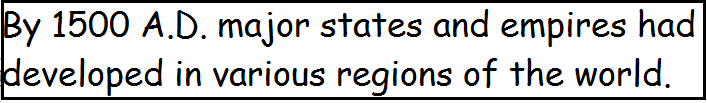 By 1500 A.D. major states and empires had
developed in various regions of the world.